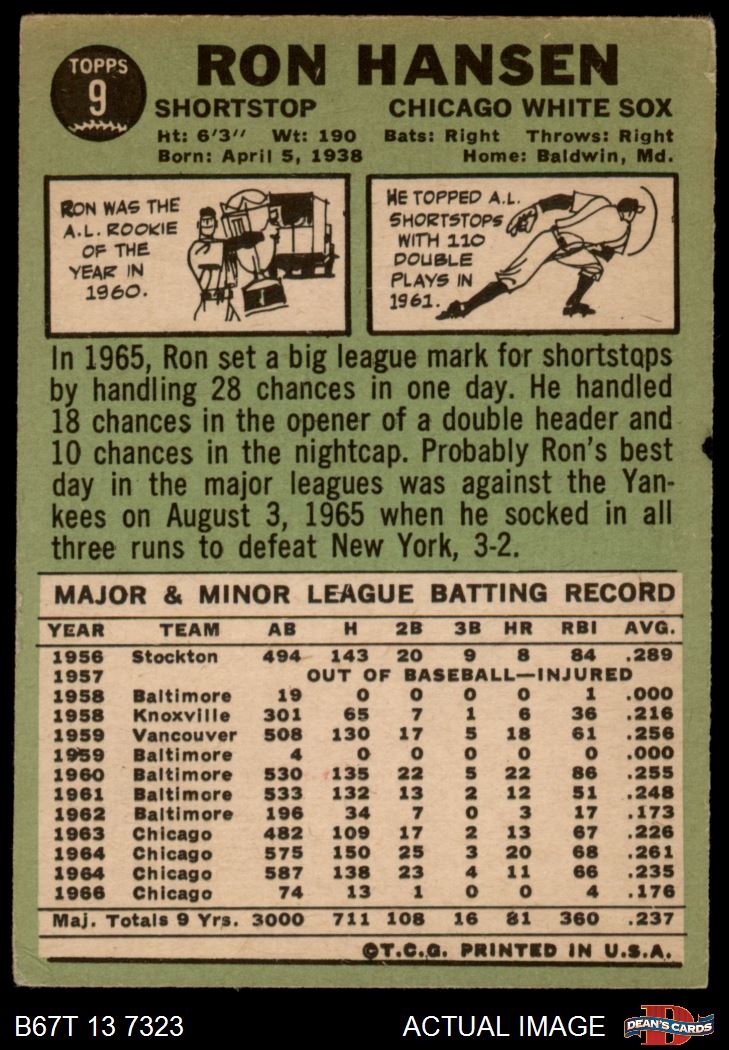 TOPPS
9
RON HANSEN
SHORTSTOP CHICAGO WHITE SOX
Ht: 6'3" Wt: 190 Bats: Right Throws: Right
Born: April 5, 1938 Home: Baldwin, Md.
RON WAS THE
A.L. ROOKIE
OF THE
YEAR IN
1960.
HE TOPPED A.L.
SHORTSTOPS
WITH 110
DOUBLE
PLAYS IN
1961.
In 1965, Ron set a big league mark for shortstops
by handling 28 chances in one day. He handled
18 chances in the opener of a double header and
10 chances in the nightcap. Probably Ron's best
day in the major leagues was against the Yan-
kees on August 3, 1965 when he socked in all
three runs to defeat New York, 3-2.
MAJOR & MINOR LEAGUE BATTING RECORD
YEAR TEAM AB H 2B 3B HR RBI AVG.
1956 Stockton 494 143 20 9 8 84 .289
1957 OUT OF BASEBALL—INJURED
1958 Baltimore 19 0 0 0 0 1 .000
1958 Knoxville 301 65 7 1 6 36 .216
1959 Vancouver 508 130 17 5 18 61 .256
1959 Baltimore 4 0 0 0 0 0 .000
1960 Baltimore 530 135 22 5 22 86 .255
1961 Baltimore 533 132 13 2 12 51 .248
1962 Baltimore 196 34 7 0 3 17 .173
1963 Chicago 482 109 17 2 13 67 .226
1964 Chicago 575 150 25 3 20 68 .261
1964 Chicago 587 138 23 4 11 66 .235
1966 Chicago 74 13 1 0 0 4 .176
Maj. Totals 9 Yrs. 3000 711 108 16 81 360 .237
©T.C.G. PRINTED IN U.S.A.
B67T 13 7323 ACTUAL IMAGE
D
DEAN'S CARDS